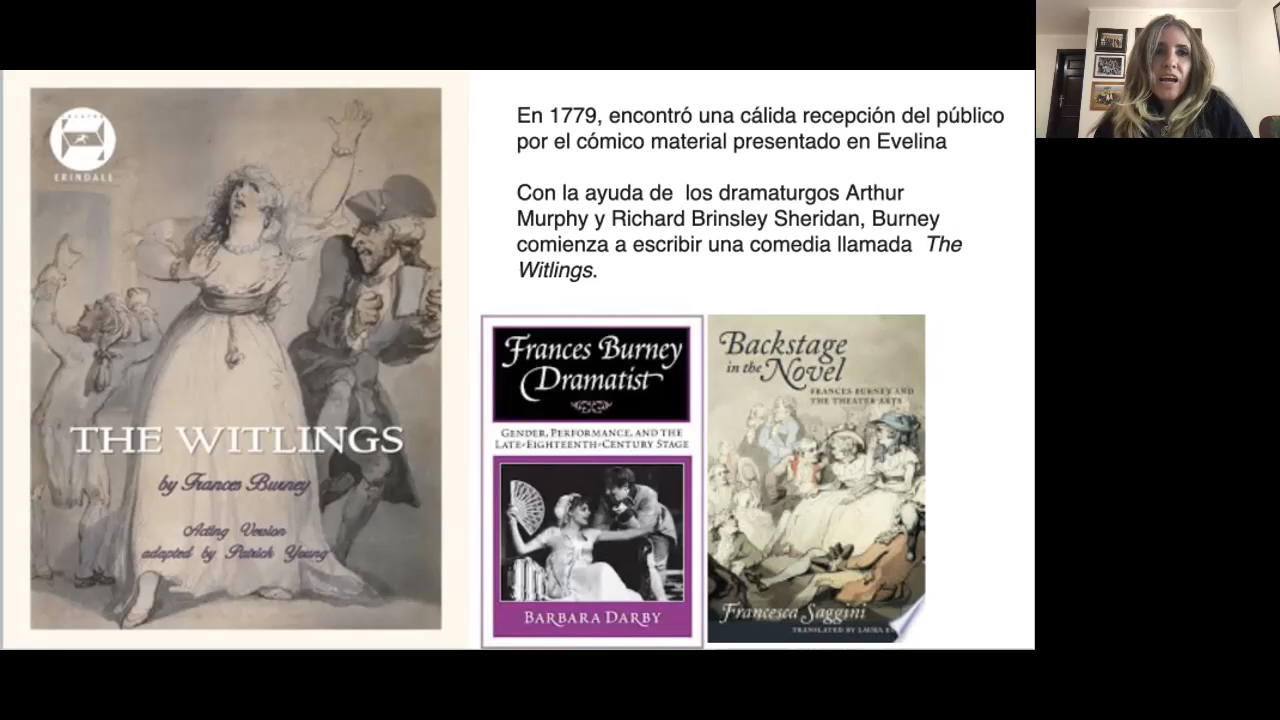 THEATRE
ERINDALE
THE WITLINGS
by Frances Burney
Acting Version
adapted by Patrick Young
En 1779, encontró una cálida recepción del público
por el cómico material presentado en Evelina
Con la ayuda de  los dramaturgos Arthur
Murphy y Richard Brinsley Sheridan, Burney
comienza a escribir una comedia llamada  The
Witlings.
Frances Burney
Dramatist
GENDER, PERFORMANCE, AND THE
LATE-EIGHTEENTH-CENTURY STAGE
BARBARA DARBY
Backstage
in the Novel
FRANCES BURNEY AND
THE THEATER ARTS
Francesca Saggini
TRANSLATED BY LAURA